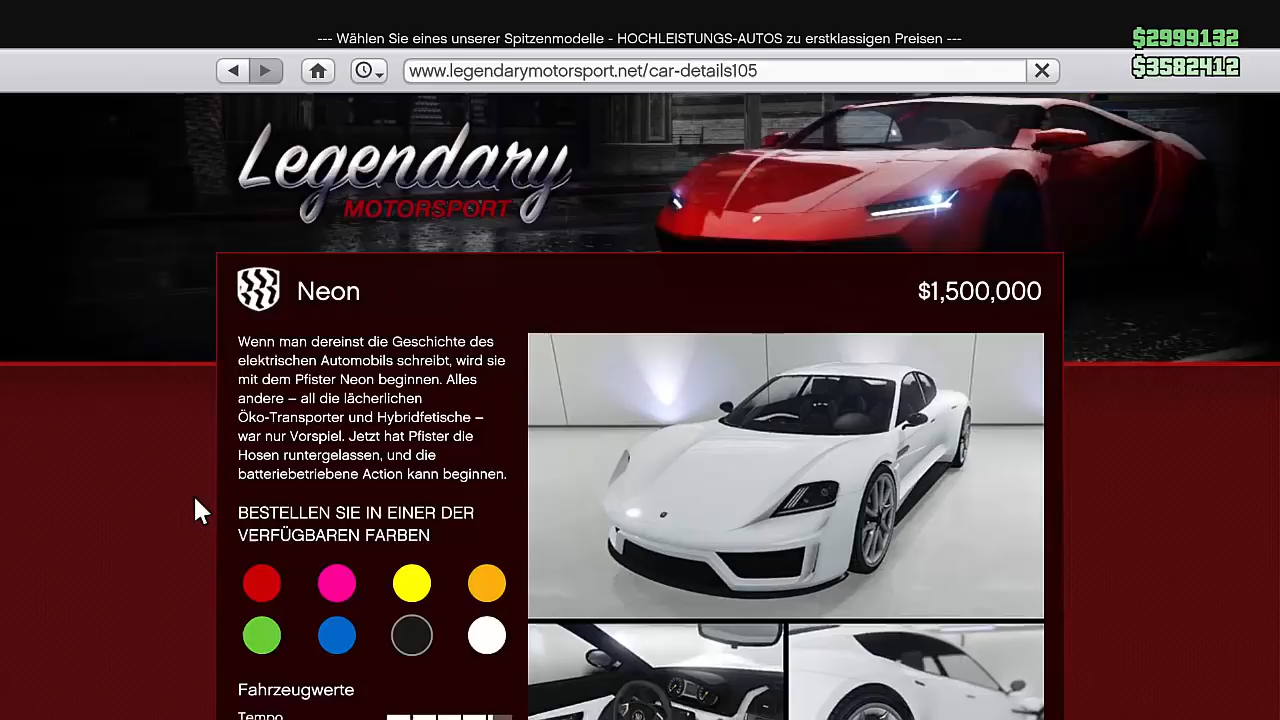 --- Wählen Sie eines unserer Spitzenmodelle - HOCHLEISTUNGS-AUTOS zu erstklassigen Preisen ---
$2999132
$3582412
www.legendarymotorsport.net/car-details105
Legendary
MOTORSPORT
Neon
$1,500,000
Wenn man dereinst die Geschichte des
elektrischen Automobils schreibt, wird sie
mit dem Pfister Neon beginnen. Alles
andere – all die lächerlichen
Öko-Transporter und Hybridfetische –
war nur Vorspiel. Jetzt hat Pfister die
Hosen runtergelassen, und die
batteriebetriebene Action kann beginnen.
BESTELLEN SIE IN EINER DER
VERFÜGBAREN FARBEN
Fahrzeugwerte
Tempo